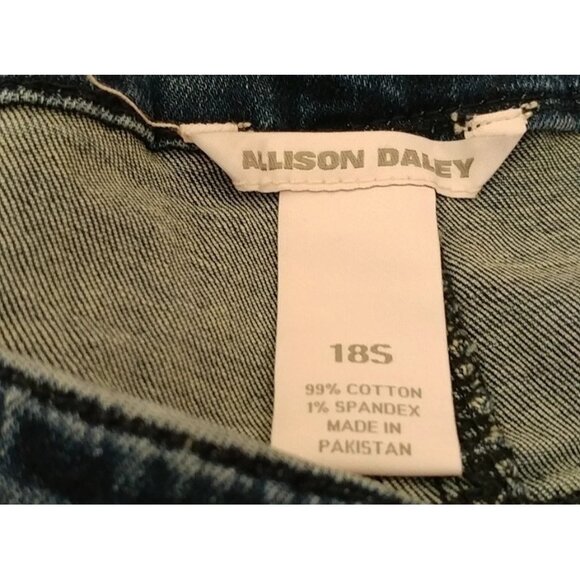 ALLISON DALEY
18S
99% COTTON
1% SPANDEX
MADE IN
PAKISTAN